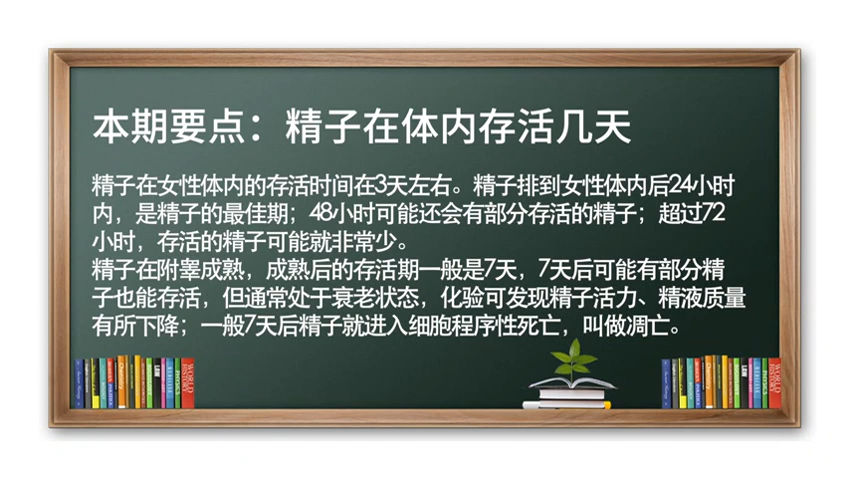 本期要点：精子在体内存活几天
精子在女性体内的存活时间在3天左右。精子排到女性体内后24小时
内，是精子的最佳期；48小时可能还会有部分存活的精子；超过72
小时，存活的精子可能就非常少。
精子在附睾成熟，成熟后的存活期一般是7天，7天后可能有部分精
子也能存活，但通常处于衰老状态，化验可发现精子活力、精液质量
有所下降；一般7天后精子就进入细胞程序性死亡，叫做凋亡。
WORLD HISTORY
WORLD HISTORY